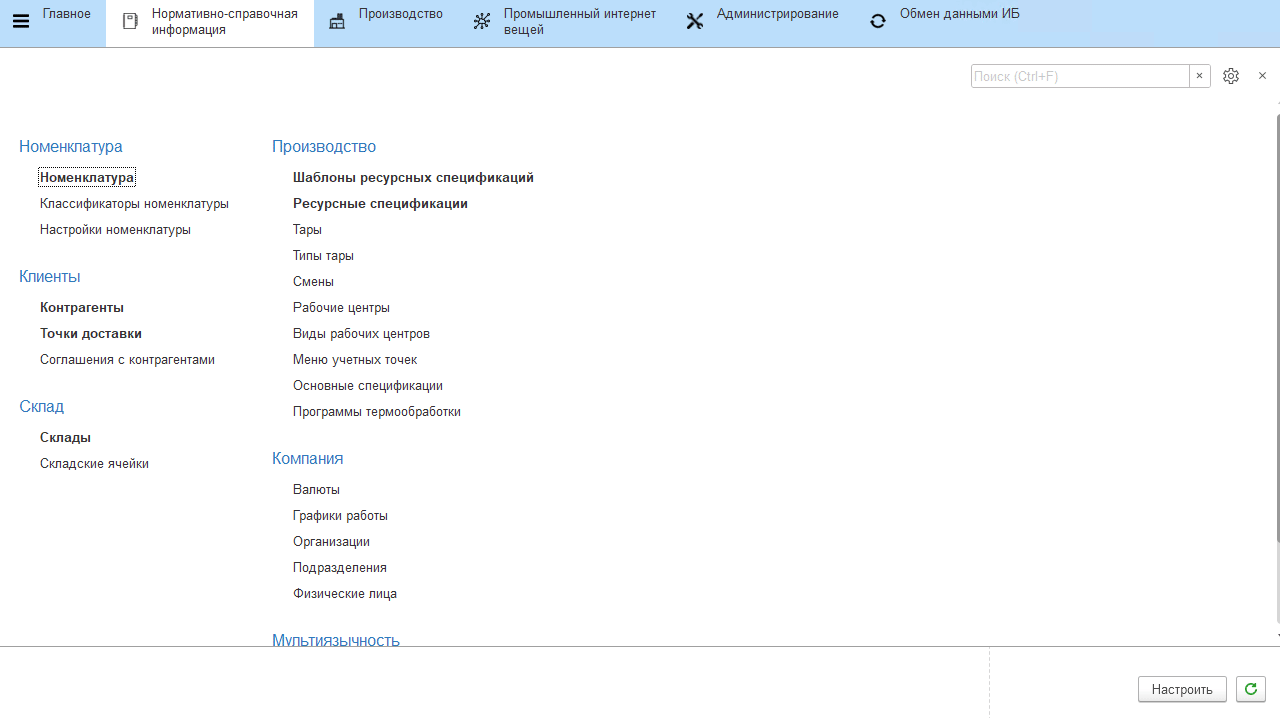 Главное
Нормативно-справочная
информация
Производство
Промышленный интернет
вещей
Администрирование
Обмен данными ИБ
Поиск (Ctrl+F)
Номенклатура
Номенклатура
Классификаторы номенклатуры
Настройки номенклатуры
Клиенты
Контрагенты
Точки доставки
Соглашения с контрагентами
Склад
Склады
Складские ячейки
Производство
Шаблоны ресурсных спецификаций
Ресурсные спецификации
Тары
Типы тары
Смены
Рабочие центры
Виды рабочих центров
Меню учетных точек
Основные спецификации
Программы термообработки
Компания
Валюты
Графики работы
Организации
Подразделения
Физические лица
Мультиязычность
Настроить